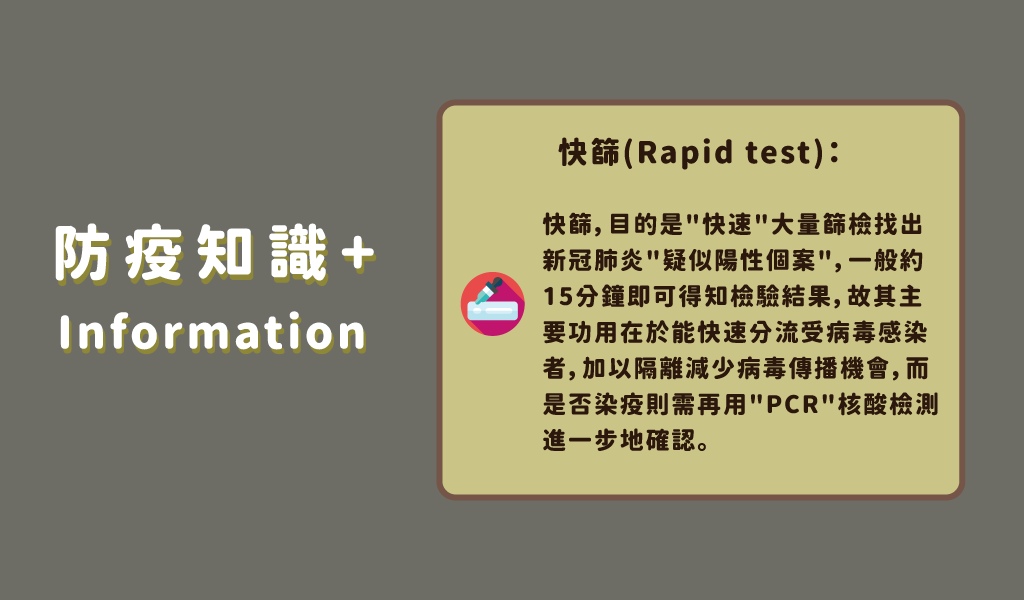 防疫知識+
Information
快篩(Rapid test)：
快篩,目的是"快速"大量篩檢找出
新冠肺炎"疑似陽性個案",一般約
15分鐘即可得知檢驗結果,故其主
要功用在於能快速分流受病毒感染
者,加以隔離減少病毒傳播機會,而
是否染疫則需再用"PCR"核酸檢測
進一步地確認。